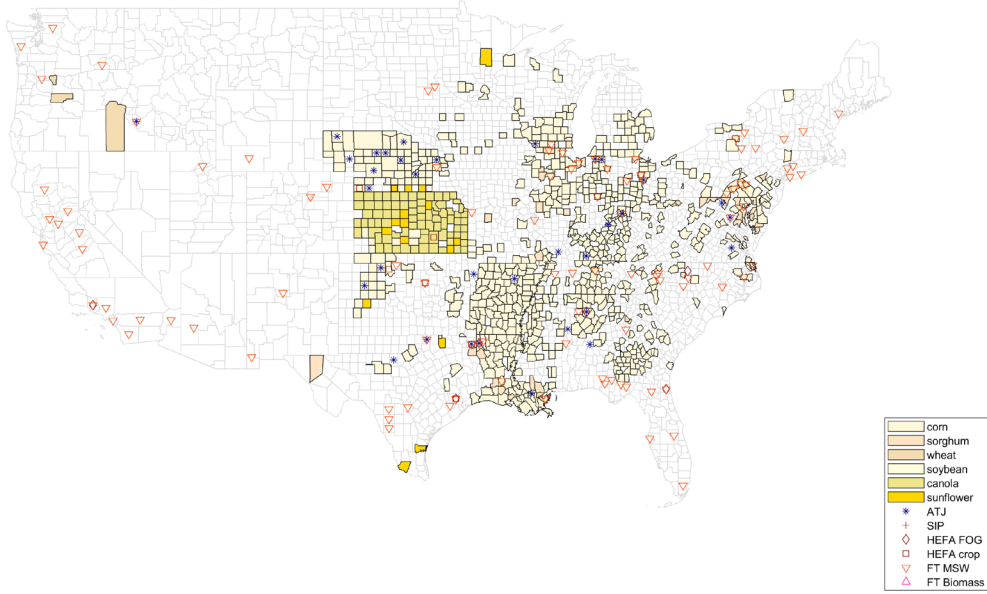 corn
sorghum
wheat
soybean
canola
sunflower
ATJ
SIP
HEFA FOG
HEFA crop
FT MSW
FT Biomass